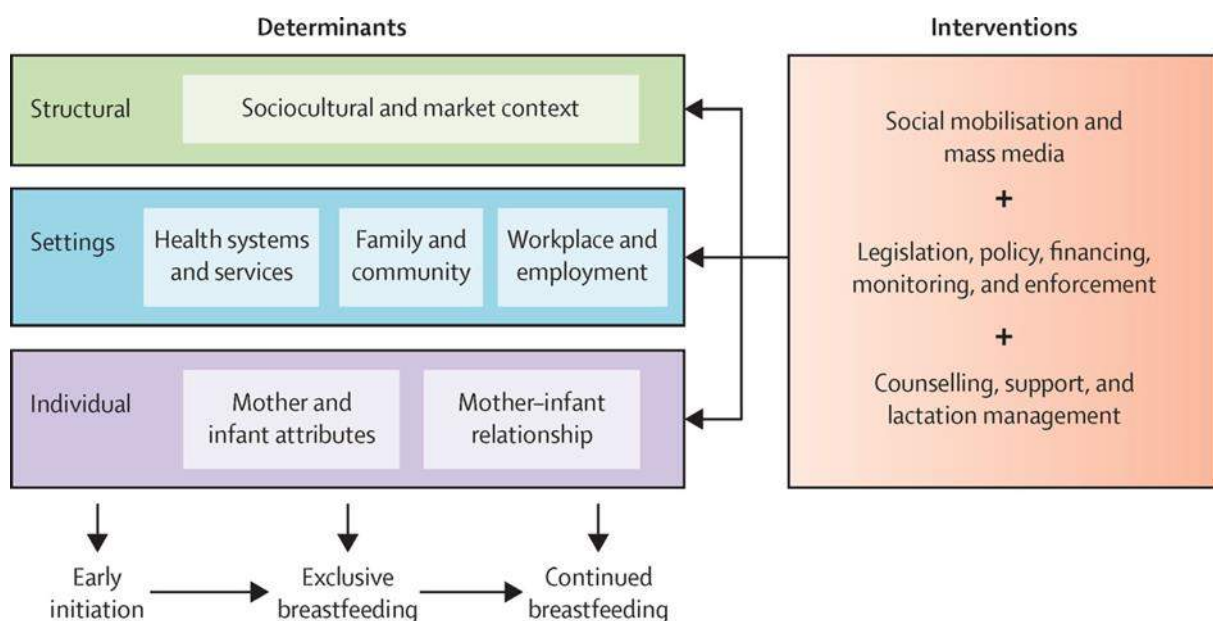 Determinants
Interventions
Structural
Sociocultural and market context
Settings
Health systems
and services
Family and
community
Workplace and
employment
Individual
Mother and
infant attributes
Mother–infant
relationship
Social mobilisation and
mass media
+
Legislation, policy, financing,
monitoring, and enforcement
+
Counselling, support, and
lactation management
Early
initiation
Exclusive
breastfeeding
Continued
breastfeeding